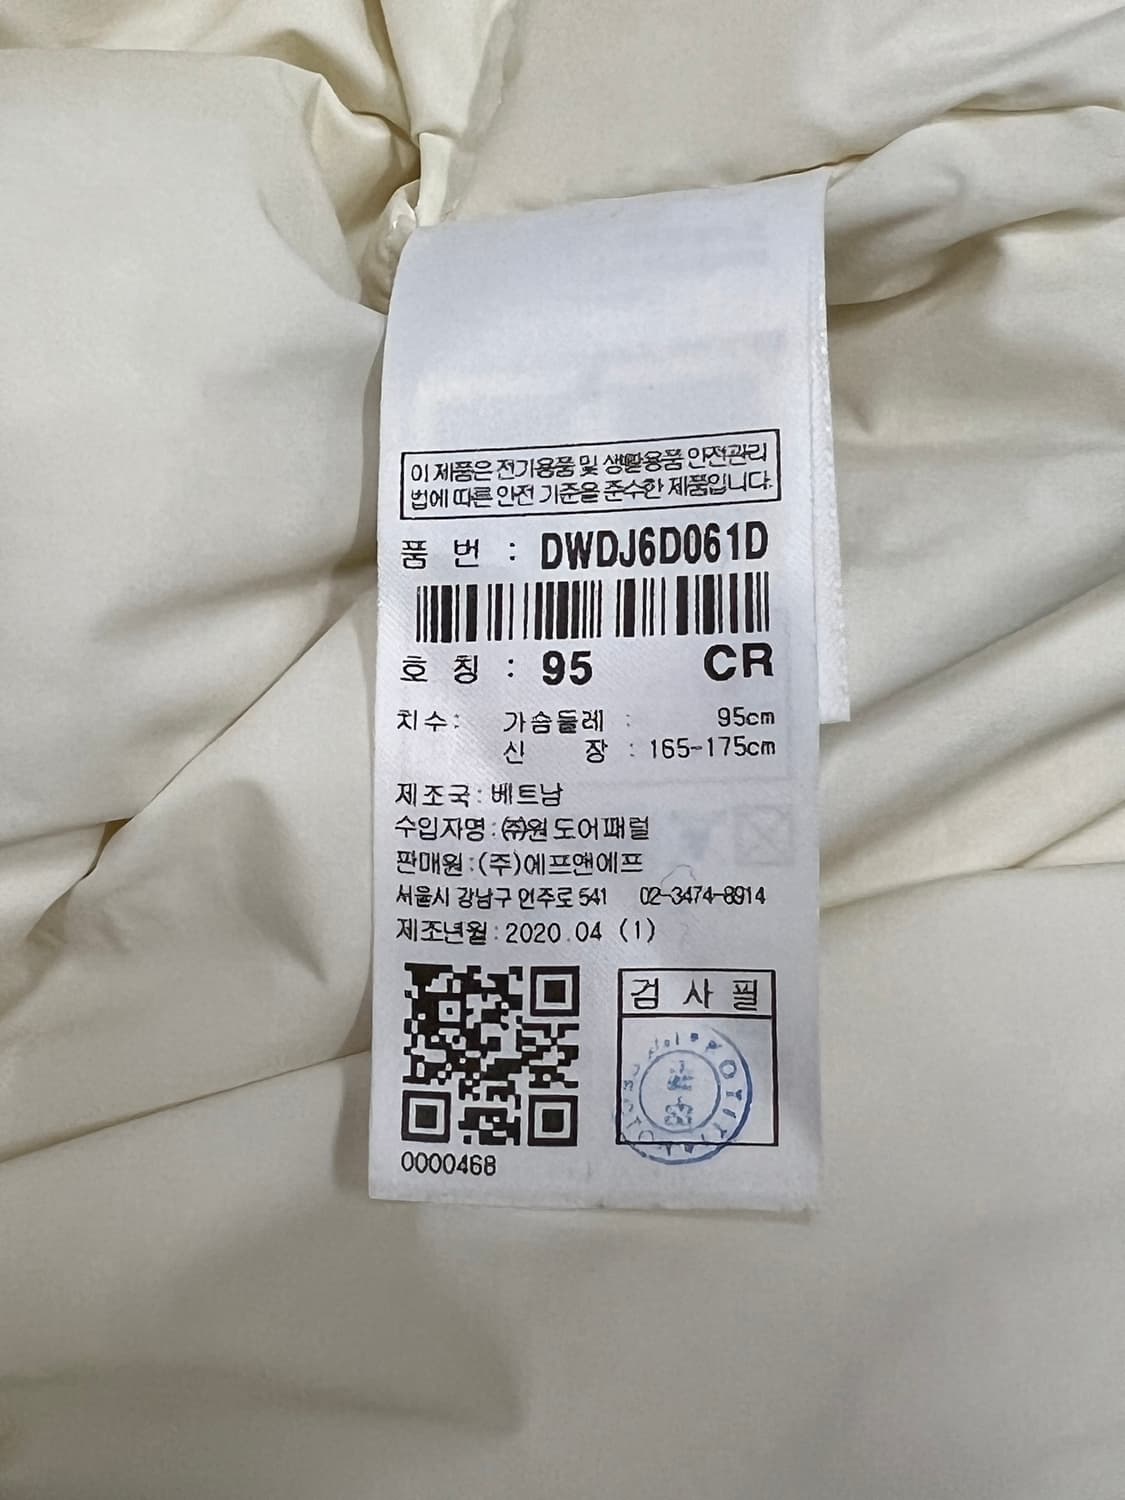 이 제품은 전기용품 및 생활용품 안전관리
법에 따른 안전 기준을 준수한 제품입니다.
품 번 : DWDJ6D061D
호 칭 : 95 CR
치수: 가슴둘레 : 95cm
신 장 : 165-175cm
제조국: 베트남
수입자명:㈜원도어패럴
판매원:(주)에프앤에프
서울시 강남구 언주로 541 02-3474-8914
제조년월:2020.04 (1)
검 사 필
0000468